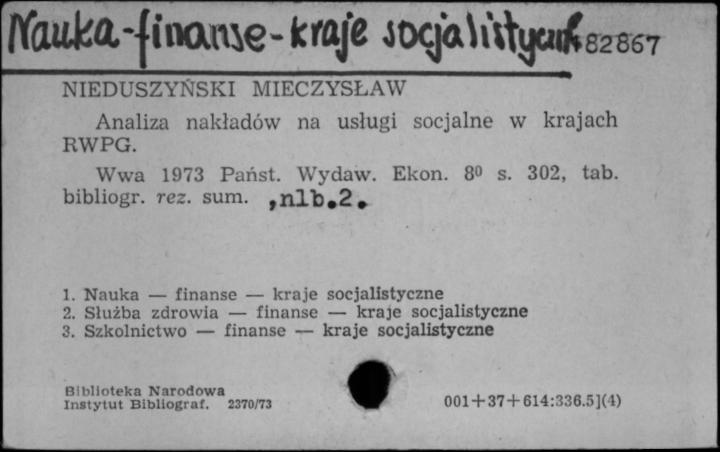 Nauka-finanse-kraje socjalistyczne 82867
NIEDUSZYŃSKI MIECZYSŁAW
Analiza nakładów na usługi socjalne w krajach
RWPG.
Wwa 1973 Państ. Wydaw. Ekon. 8⁰ s. 302, tab.
bibliogr. rez. sum. ,nlb.2.
1. Nauka — finanse — kraje socjalistyczne
2. Służba zdrowia — finanse — kraje socjalistyczne
3. Szkolnictwo — finanse — kraje socjalistyczne
Biblioteka Narodowa
Instytut Bibliograf. 2370/73
001+37+614:336.5](4)